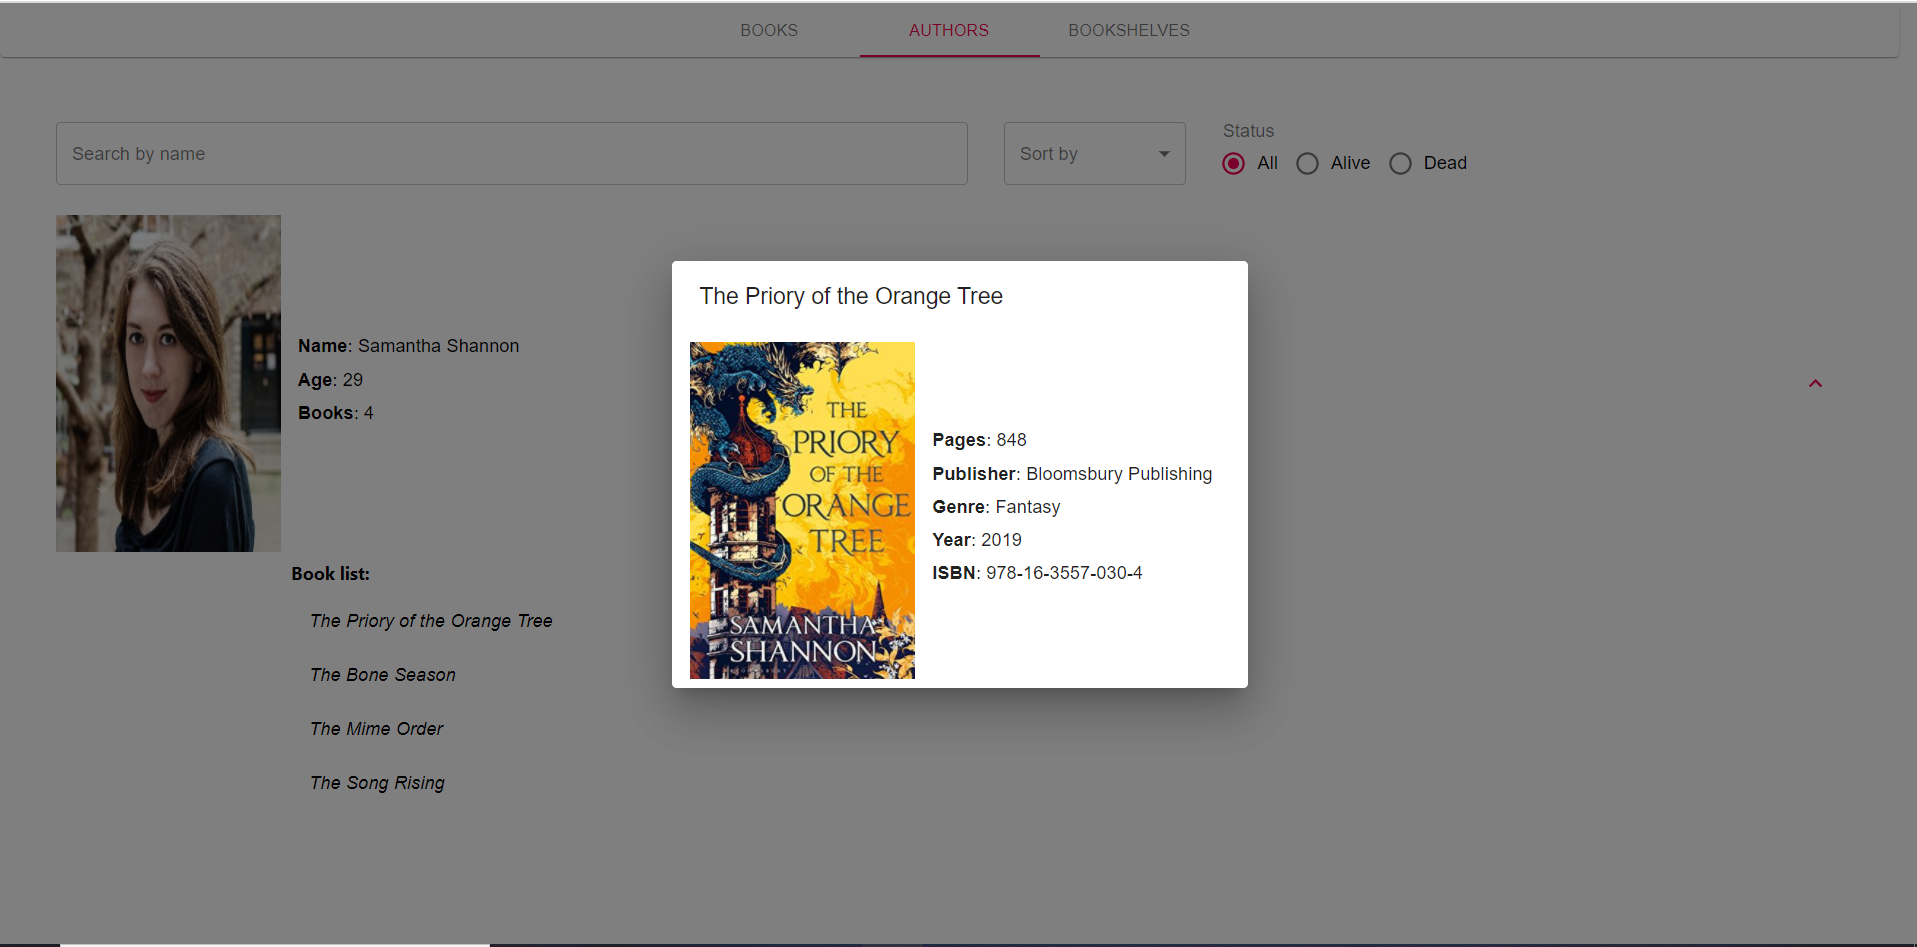 BOOKS
AUTHORS
BOOKSHELVES
Search by name
Sort by
Status
All
Alive
Dead
Name: Samantha Shannon
Age: 29
Books: 4
Book list:
The Priory of the Orange Tree
The Bone Season
The Mime Order
The Song Rising
The Priory of the Orange Tree
THE
PRIORY
OF THE
ORANGE
TREE
SAMANTHA
SHANNON
Pages: 848
Publisher: Bloomsbury Publishing
Genre: Fantasy
Year: 2019
ISBN: 978-16-3557-030-4